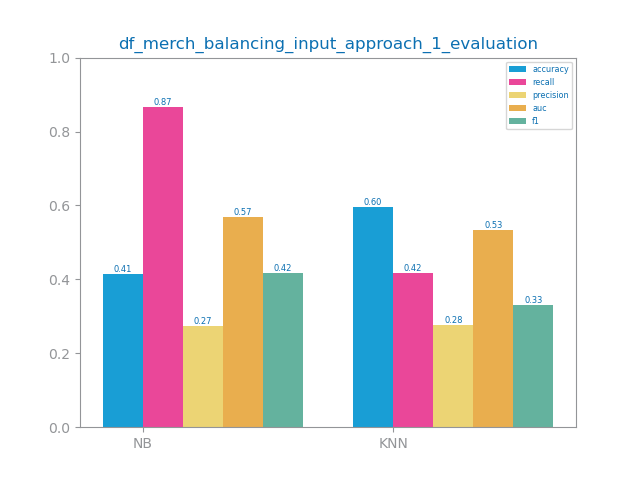 df_merch_balancing_input_approach_1_evaluation
1.0
0.8
0.6
0.4
0.2
0.0
accuracy
recall
precision
auc
f1
0.41
0.87
0.27
0.57
0.42
0.60
0.42
0.28
0.53
0.33
NB
KNN